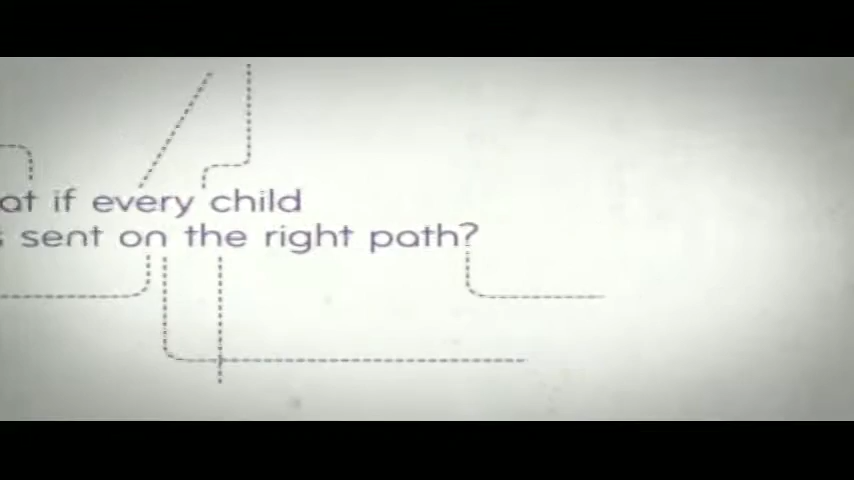 at if every child
s sent on the right path?